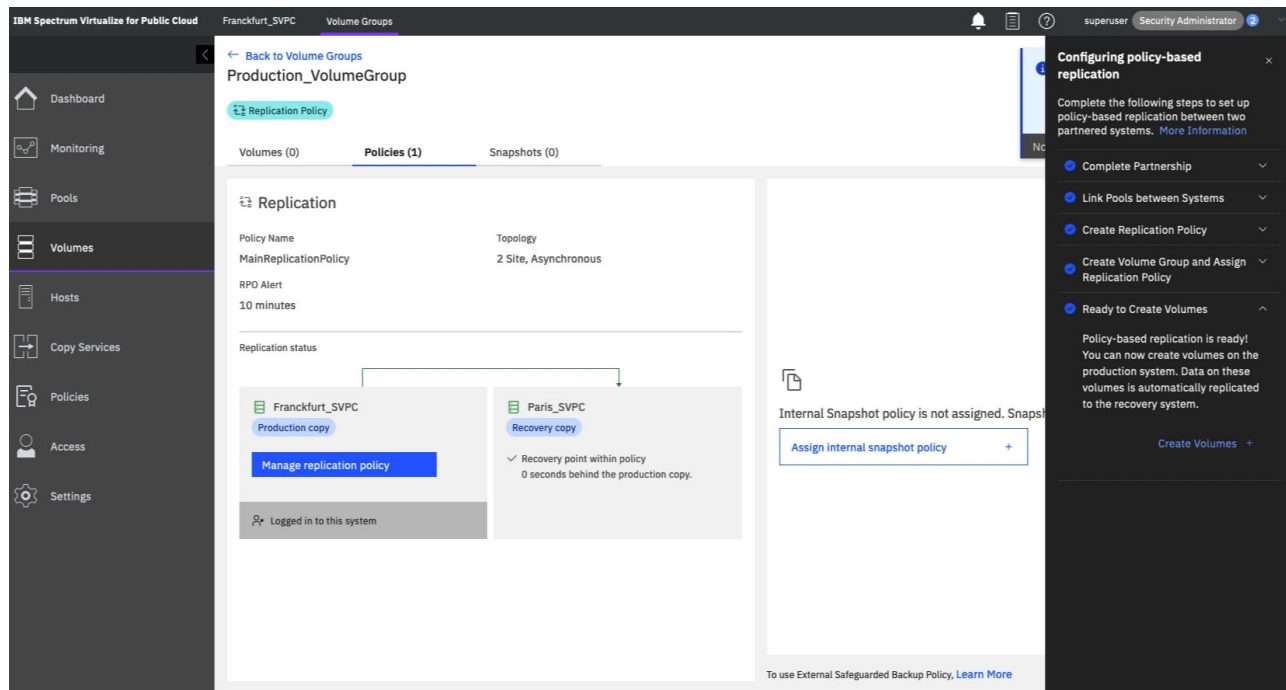 IBM Spectrum Virtualize for Public Cloud
Franckfurt_SVPC
Volume Groups
superuser
Security Administrator
2
Dashboard
Monitoring
Pools
Volumes
Hosts
Copy Services
Policies
Access
Settings
← Back to Volume Groups
Production_VolumeGroup
Replication Policy
Volumes (0)
Policies (1)
Snapshots (0)
Replication
Policy Name
MainReplicationPolicy
Topology
2 Site, Asynchronous
RPO Alert
10 minutes
Replication status
Franckfurt_SVPC
Production copy
Manage replication policy
Logged in to this system
Paris_SVPC
Recovery copy
Recovery point within policy
0 seconds behind the production copy.
Internal Snapshot policy is not assigned. Snaps
Assign internal snapshot policy +
To use External Safeguarded Backup Policy, Learn More
No
Configuring policy-based
replication
Complete the following steps to set up
policy-based replication between two
partnered systems. More Information
Complete Partnership
Link Pools between Systems
Create Replication Policy
Create Volume Group and Assign
Replication Policy
Ready to Create Volumes
Policy-based replication is ready!
You can now create volumes on the
production system. Data on these
volumes is automatically replicated
to the recovery system.
Create Volumes +